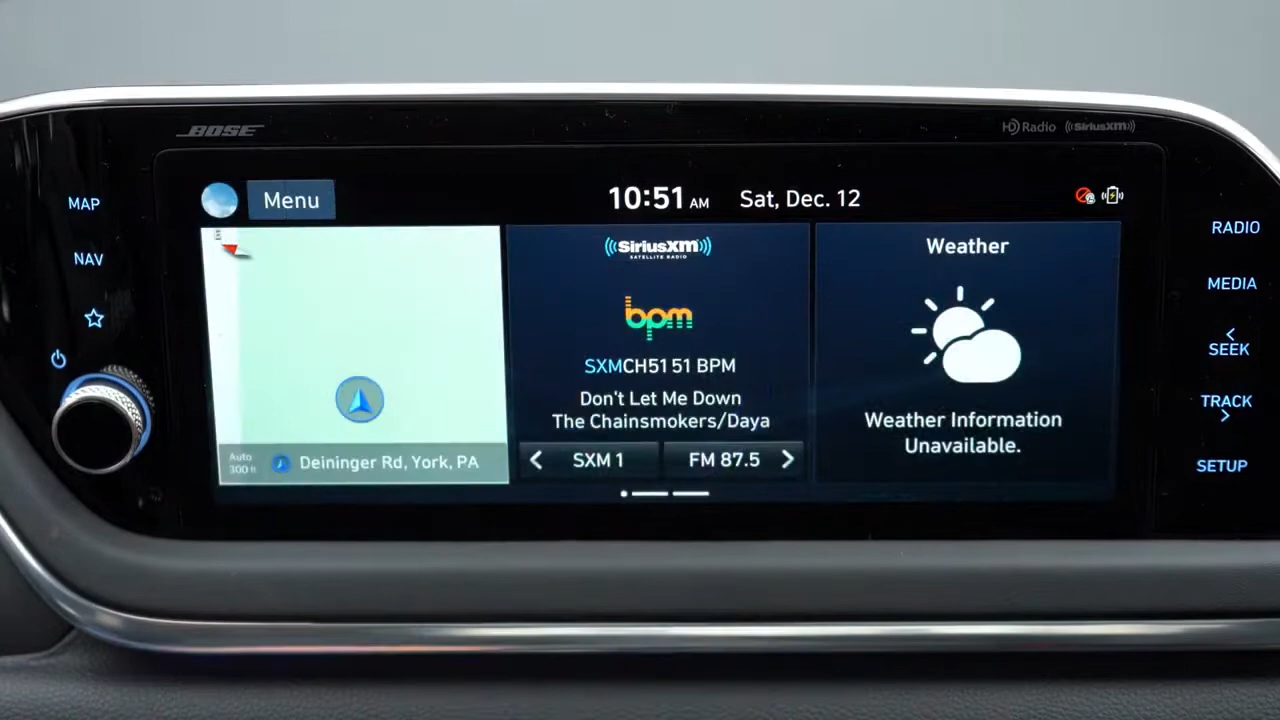 BOSE
HD Radio ((SiriusXM))
MAP
NAV
Menu
10:51 AM Sat, Dec. 12
Auto
300 ft
Deininger Rd, York, PA
((SiriusXM))
SATELLITE RADIO
bpm
SXMCH51 51 BPM
Don't Let Me Down
The Chainsmokers/Daya
< SXM 1
FM 87.5 >
Weather
Weather Information
Unavailable.
RADIO
MEDIA
<
SEEK
TRACK
>
SETUP